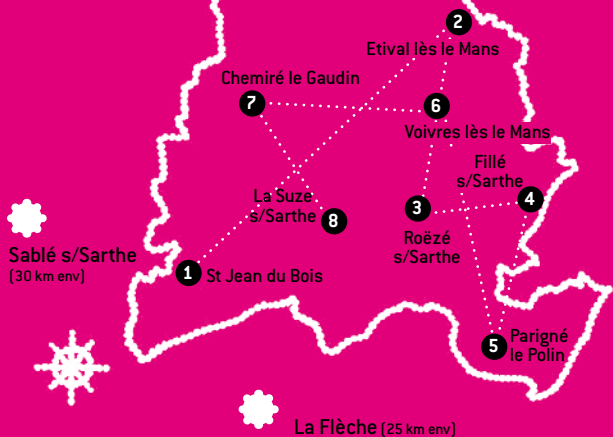 2
Etival lès le Mans
Chemiré le Gaudin
7
6
Voivres lès le Mans
Fillé
s/Sarthe
4
La Suze
s/Sarthe
8
3
Roëzé
s/Sarthe
Sablé s/Sarthe
(30 km env)
1
St Jean du Bois
5
Parigné
le Polin
La Flèche (25 km env)